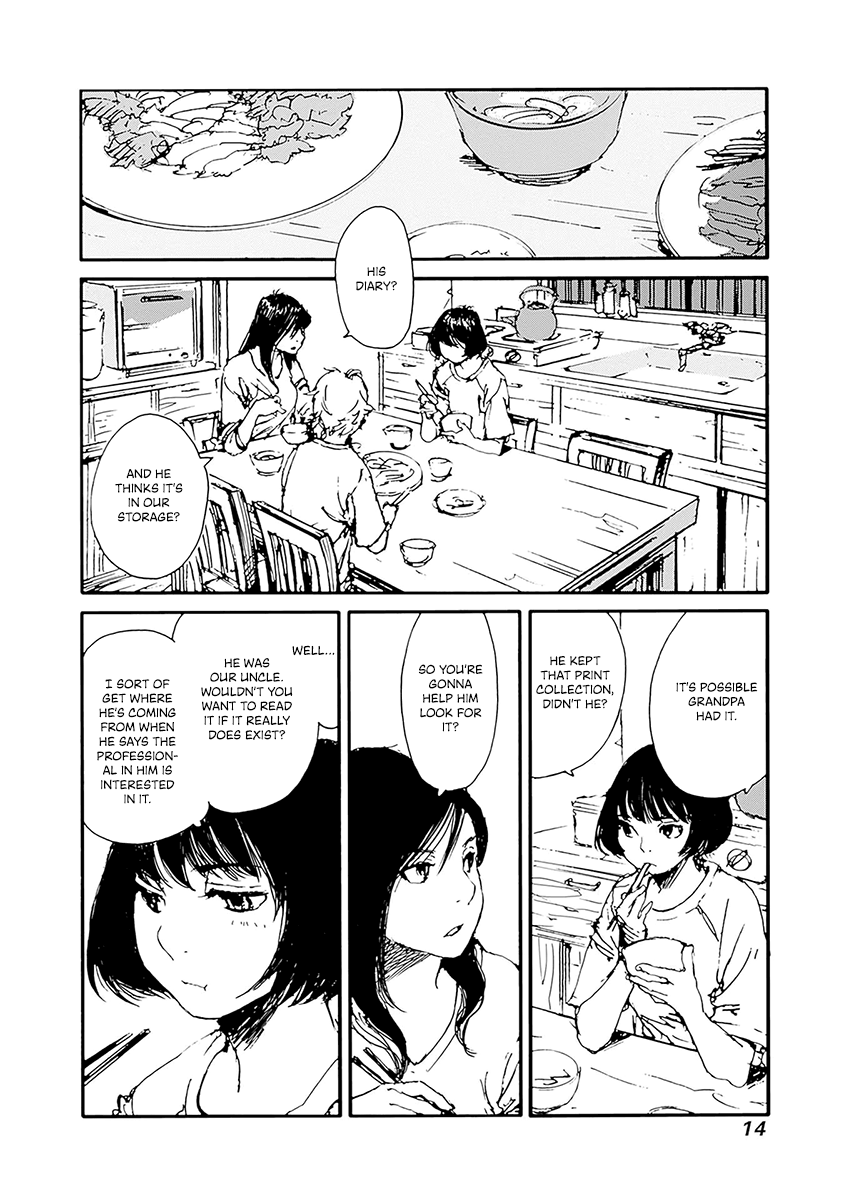 HIS
DIARY?
AND HE
THINKS IT'S
IN OUR
STORAGE?
IT'S POSSIBLE
GRANDPA
HAD IT.
HE KEPT
THAT PRINT
COLLECTION,
DIDN'T HE?
SO YOU'RE
GONNA
HELP HIM
LOOK FOR
IT?
WELL...
HE WAS
OUR UNCLE.
WOULDN'T YOU
WANT TO READ
IT IF IT REALLY
DOES EXIST?
I SORT OF
GET WHERE
HE'S COMING
FROM WHEN
HE SAYS THE
PROFESSION-
AL IN HIM IS
INTERESTED
IN IT.
14